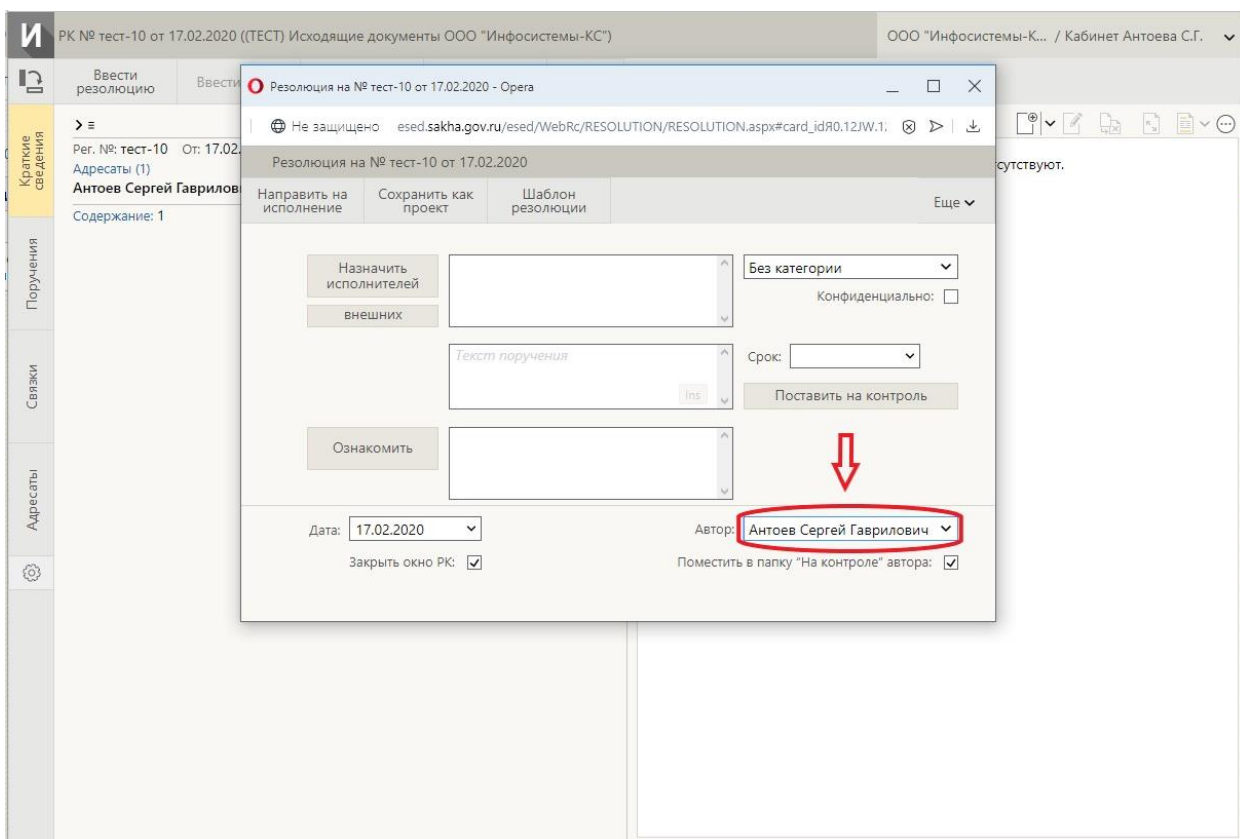 И
РК № тест-10 от 17.02.2020 ((ТЕСТ) Исходящие документы ООО "Инфосистемы-КС")
ООО "Инфосистемы-К... / Кабинет Антоева С.Г.
Ввести
резолюцию
Ввести
Краткие
сведения
Поручения
Связки
Адресаты
Рег. №: тест-10 От: 17.02.
Адресаты (1)
Антоев Сергей Гаврилов
Содержание: 1
сутствуют.
Резолюция на № тест-10 от 17.02.2020 - Opera
Не защищено esed.sakha.gov.ru/esed/WebRc/RESOLUTION/RESOLUTION.aspx#card_idЯ0.12JW.1:
Резолюция на № тест-10 от 17.02.2020
Направить на
исполнение
Сохранить как
проект
Шаблон
резолюции
Еще
Назначить
исполнителей
внешних
Без категории
Конфиденциально:
Текст поручения
Ins
Срок:
Поставить на контроль
Ознакомить
Дата: 17.02.2020
Автор: Антоев Сергей Гаврилович
Закрыть окно РК:
Поместить в папку "На контроле" автора: